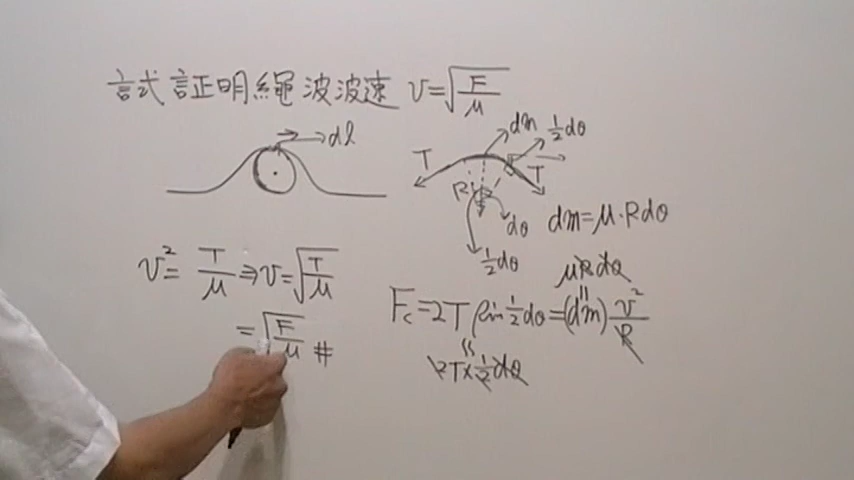 試証明繩波波速 v=√(F/μ)
dl
dm
½dθ
T
T
R
dθ
½dθ
dm=μ·Rdθ
v²=T/μ⇒v=√(T/μ)
=√(F/μ) #
μRdθ
F_c=2T sin½dθ=(dm)v²/R
2T×½dθ